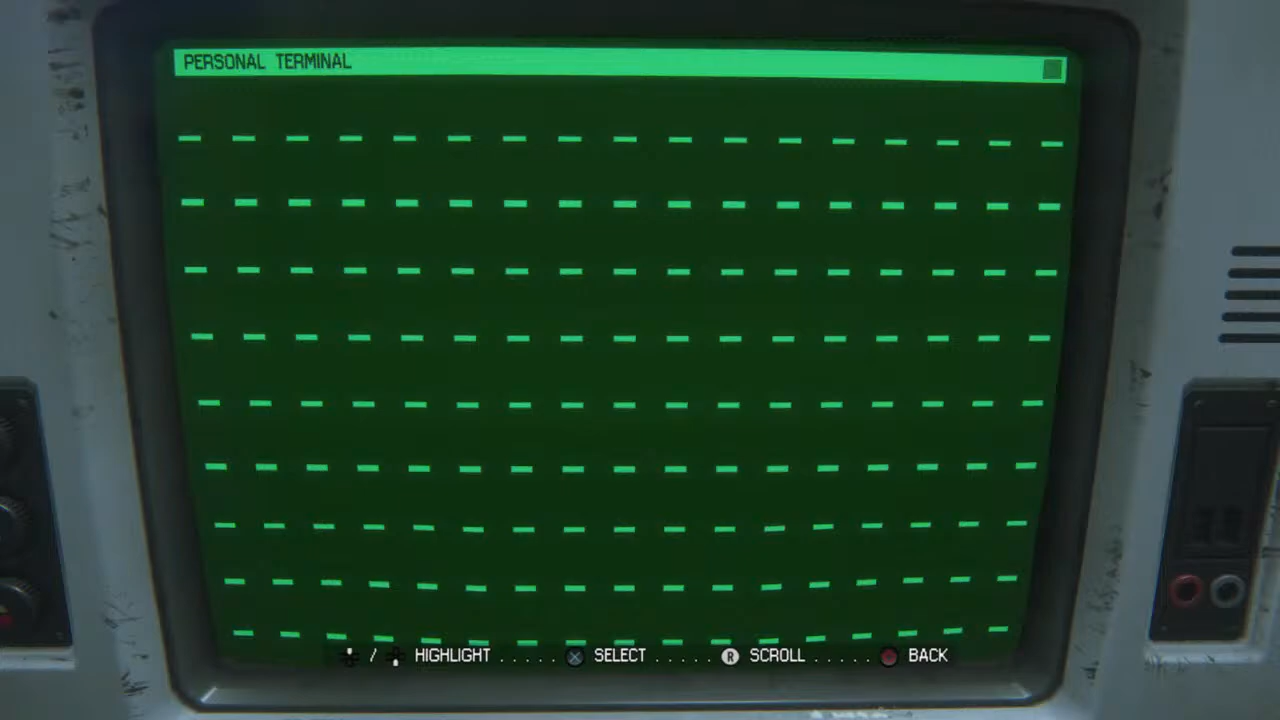 PERSONAL TERMINAL
/ HIGHLIGHT ..... SELECT ..... R SCROLL ...... BACK